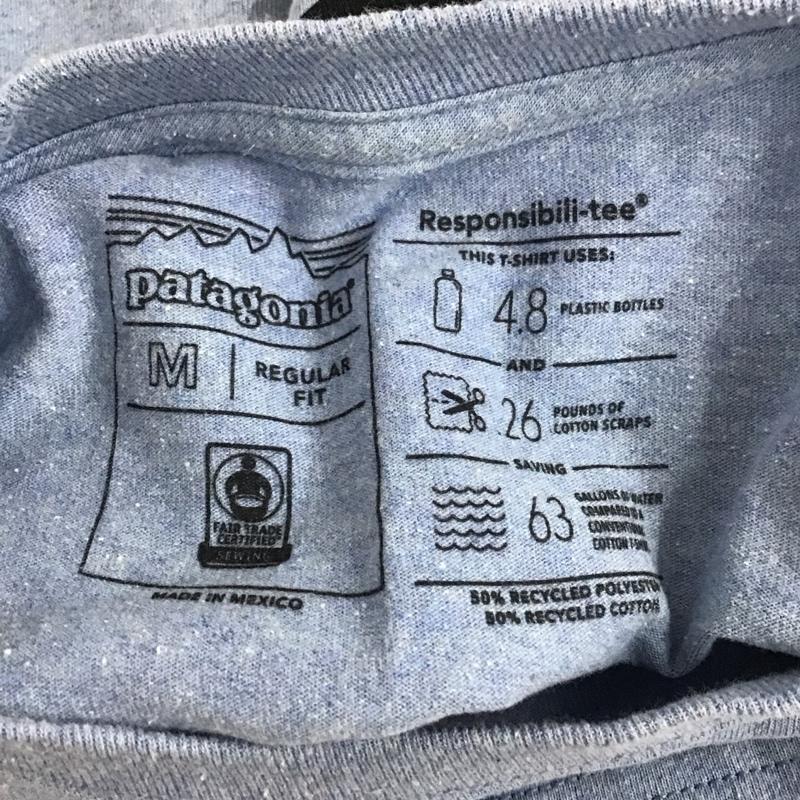 patagonia®
M | REGULAR
FIT
FAIR TRADE
CERTIFIED®
SEWING
MADE IN MEXICO
Responsibili-tee®
THIS T-SHIRT USES:
4.8 PLASTIC BOTTLES
AND
26 POUNDS OF
COTTON SCRAPS
SAVING
63 GALLONS OF WATER
COMPARED TO A
CONVENTIONAL
COTTON
50% RECYCLED POLYESTER
50% RECYCLED COTTON